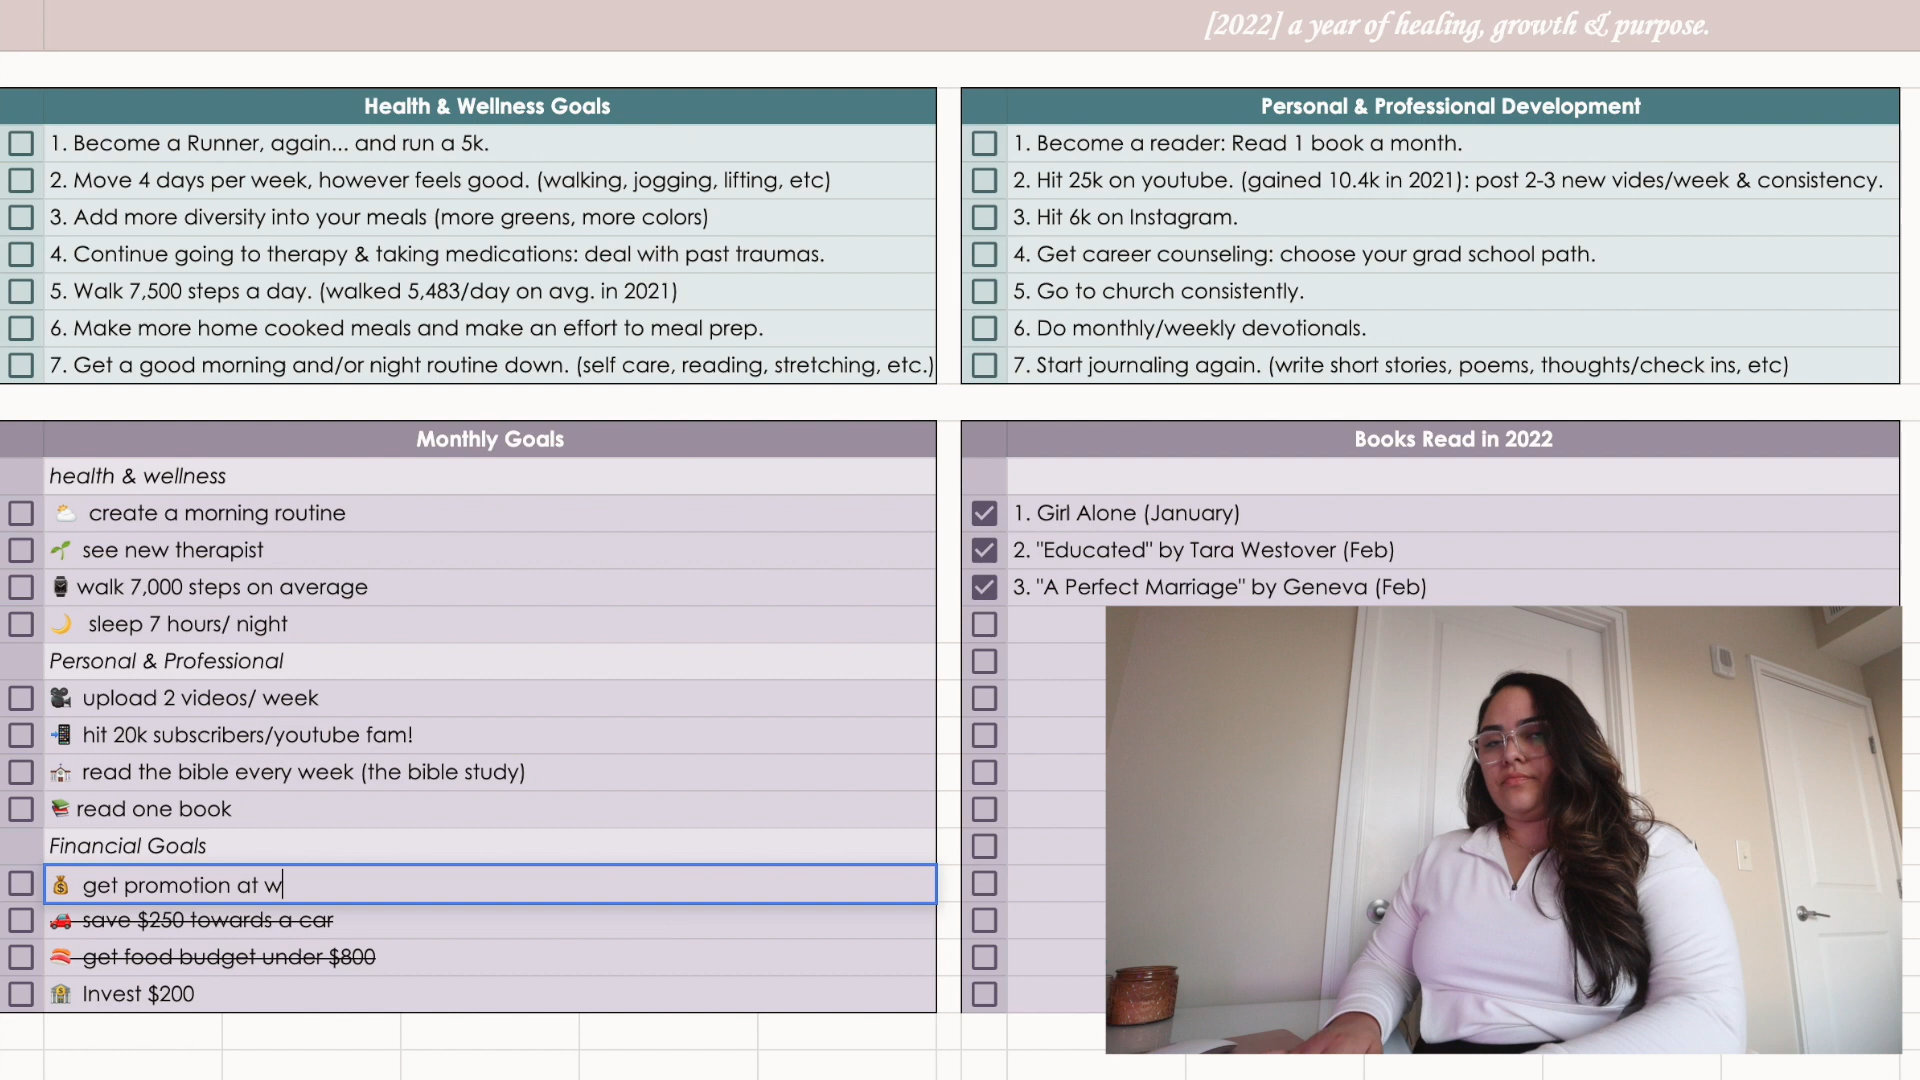 [2022] a year of healing, growth & purpose.
Health & Wellness Goals
1. Become a Runner, again... and run a 5k.
2. Move 4 days per week, however feels good. (walking, jogging, lifting, etc)
3. Add more diversity into your meals (more greens, more colors)
4. Continue going to therapy & taking medications: deal with past traumas.
5. Walk 7,500 steps a day. (walked 5,483/day on avg. in 2021)
6. Make more home cooked meals and make an effort to meal prep.
7. Get a good morning and/or night routine down. (self care, reading, stretching, etc.)
Personal & Professional Development
1. Become a reader: Read 1 book a month.
2. Hit 25k on youtube. (gained 10.4k in 2021): post 2-3 new vides/week & consistency.
3. Hit 6k on Instagram.
4. Get career counseling: choose your grad school path.
5. Go to church consistently.
6. Do monthly/weekly devotionals.
7. Start journaling again. (write short stories, poems, thoughts/check ins, etc)
Monthly Goals
health & wellness
create a morning routine
see new therapist
walk 7,000 steps on average
sleep 7 hours/ night
Personal & Professional
upload 2 videos/ week
hit 20k subscribers/youtube fam!
read the bible every week (the bible study)
read one book
Financial Goals
get promotion at w
save $250 towards a car
get food budget under $800
Invest $200
Books Read in 2022
1. Girl Alone (January)
2. "Educated" by Tara Westover (Feb)
3. "A Perfect Marriage" by Geneva (Feb)